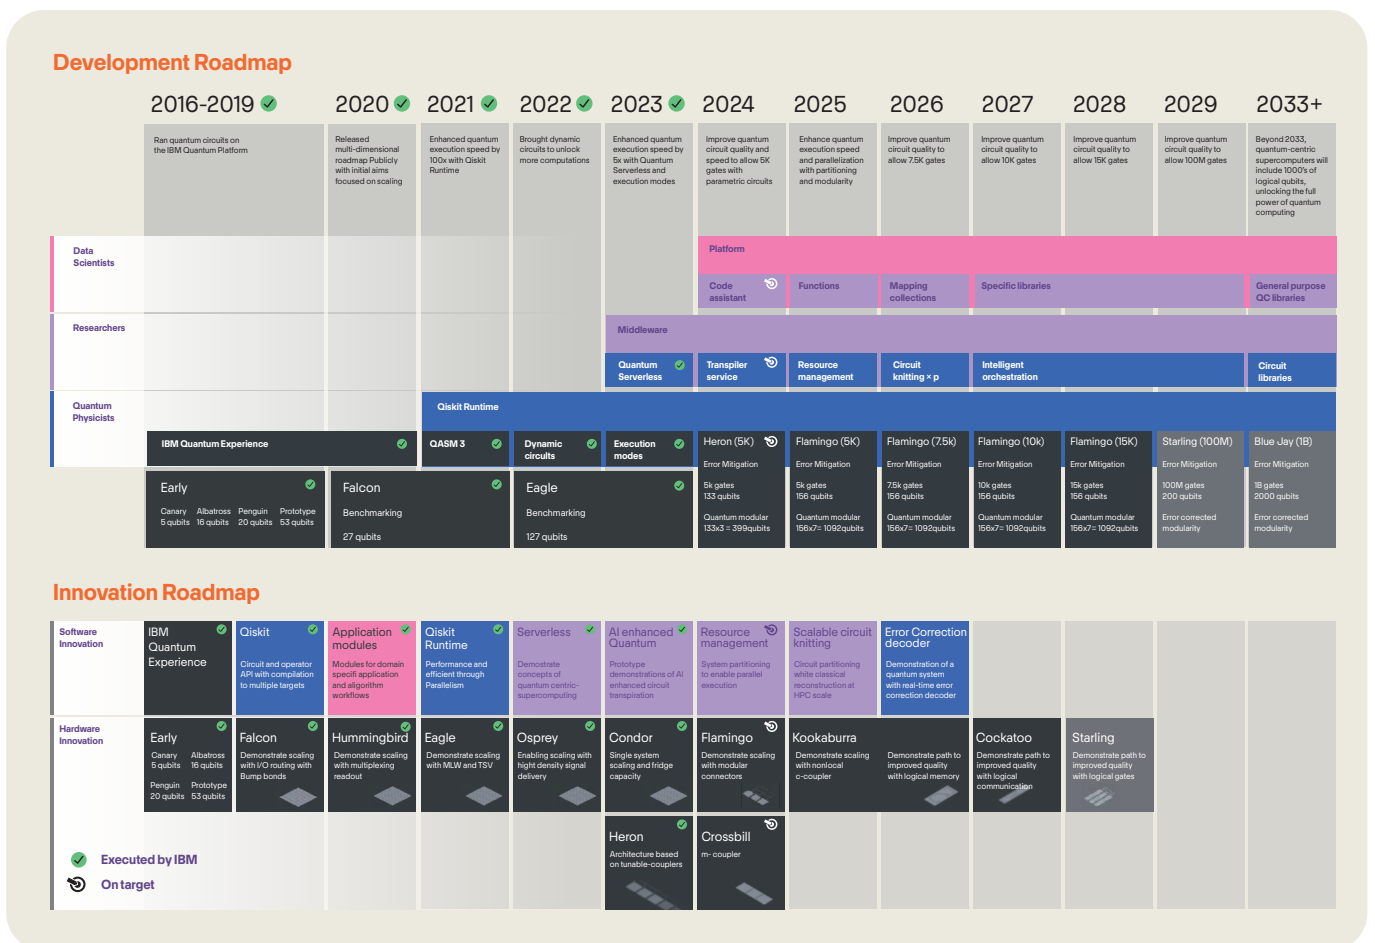 Development Roadmap
2016-2019
2020
2021
2022
2023
2024
2025
2026
2027
2028
2029
2033+
Ran quantum circuits on
the IBM Quantum Platform
Released
multi-dimensional
roadmap Publicly
with initial aims
focused on scaling
Enhanced quantum
execution speed by
100x with Qiskit
Runtime
Brought dynamic
circuits to unlock
more computations
Enhanced quantum
execution speed by
5x with Quantum
Serverless and
execution modes
Improve quantum
circuit quality and
speed to allow 5K
gates with
parametric circuits
Enhance quantum
execution speed
and parallelization
with partitioning
and modularity
Improve quantum
circuit quality to
allow 7.5K gates
Improve quantum
circuit quality to
allow 10K gates
Improve quantum
circuit quality to
allow 15K gates
Improve quantum
circuit quality to
allow 100M gates
Beyond 2033,
quantum-centric
supercomputers will
include 1000's of
logical qubits,
unlocking the full
power of quantum
computing
Data
Scientists
Platform
Code
assistant
Functions
Mapping
collections
Specific libraries
General purpose
QC libraries
Researchers
Middleware
Quantum
Serverless
Transpiler
service
Resource
management
Circuit
knitting × p
Intelligent
orchestration
Circuit
libraries
Quantum
Physicists
Qiskit Runtime
IBM Quantum Experience
QASM 3
Dynamic
circults
Execution
modes
Heron (5K)
Error Mitigation
5k gates
133 qubits
Quantum modular
133x3 = 399qubits
Flamingo (5K)
Error Mitigation
5k gates
156 qubits
Quantum modular
156x7= 1092qubits
Flamingo (7.5k)
Error Mitigation
7.5k gates
156 qubits
Quantum modular
156x7= 1092qubits
Flamingo (10k)
Error Mitigation
10k gates
156 qubits
Quantum modular
156x7= 1092qubits
Flamingo (15K)
Error Mitigation
15k gates
156 qubits
Quantum modular
156x7= 1092qubits
Starling (100M)
Error Mitigation
100M gates
200 qubits
Error corrected
modularity
Blue Jay (1B)
Error Mitigation
1B gates
2000 qubits
Error corrected
modularity
Early
Canary
5 qubits
Albatross
16 qubits
Penguin
20 qubits
Prototype
53 qubits
Falcon
Benchmarking
27 qubits
Eagle
Benchmarking
127 qubits
Innovation Roadmap
Software
Innovation
IBM
Quantum
Experience
Qiskit
Circuit and operator
API with compilation
to multiple targets
Application
modules
Modules for domain
specifi application
and algorithm
workflows
Qiskit
Runtime
Performance and
efficient through
Parallelism
Serverless
Demostrate
concepts of
quantum centric-
supercomputing
AI enhanced
Quantum
Prototype
demonstrations of AI
enhanced circuit
transpiration
Resource
management
System partitioning
to enable parallel
execution
Scalable circuit
knitting
Circuit partitioning
white classical
reconstruction at
HPC scale
Error Correction
decoder
Demonstration of a
quantum system
with real-time error
correction decoder
Hardware
Innovation
Early
Canary
5 qubits
Albatross
16 qubits
Penguin
20 qubits
Prototype
53 qubits
Falcon
Demonstrate scaling
with I/O routing with
Bump bonds
Hummingbird
Demonstrate scaling
with multiplexing
readout
Eagle
Demonstrate scaling
with MLW and TSV
Osprey
Enabling scaling with
hight density signal
delivery
Condor
Single system
scaling and fridge
capacity
Flamingo
Demonstrate scaling
with modular
connectors
Kookaburra
Demonstrate scaling
with nonlocal
c-coupler
Demonstrate path to
improved quality
with logical memory
Cockatoo
Demonstrate path to
improved quality
with logical
communication
Starling
Demonstrate path to
improved quality
with logical gates
Heron
Architecture based
on tunable-couplers
Crossbill
m- coupler
Executed by IBM
On target